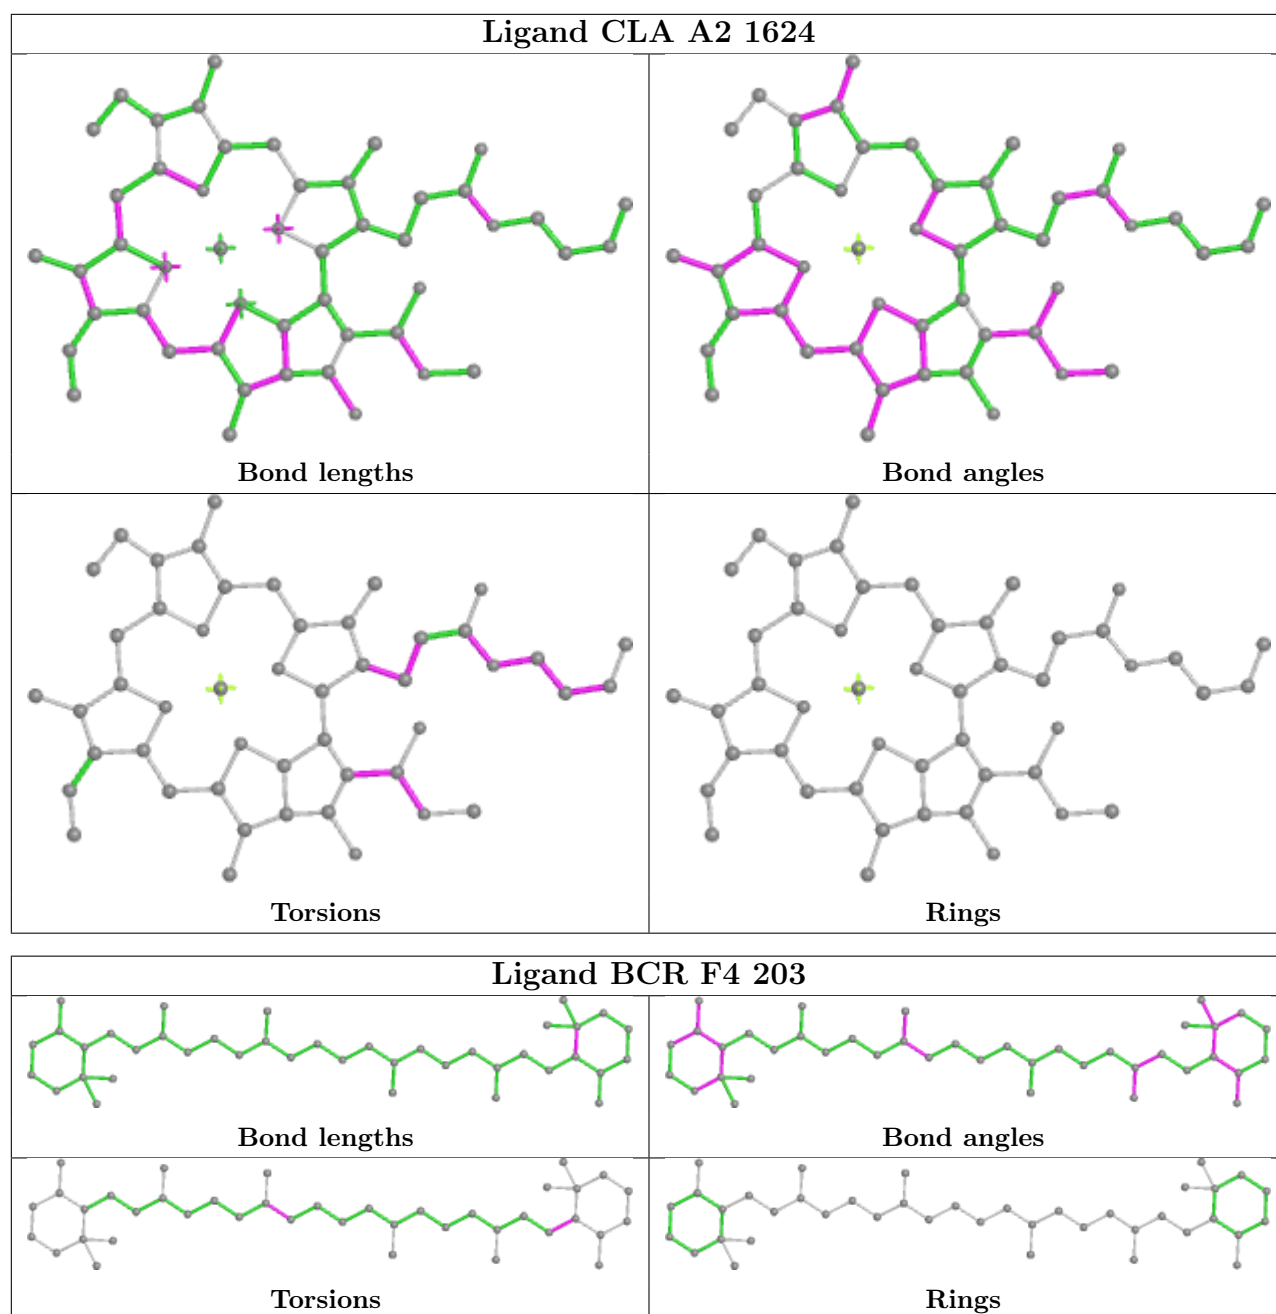 Ligand CLA A2 1624
Bond lengths
Bond angles
Torsions
Rings
Ligand BCR F4 203
Bond lengths
Bond angles
Torsions
Rings